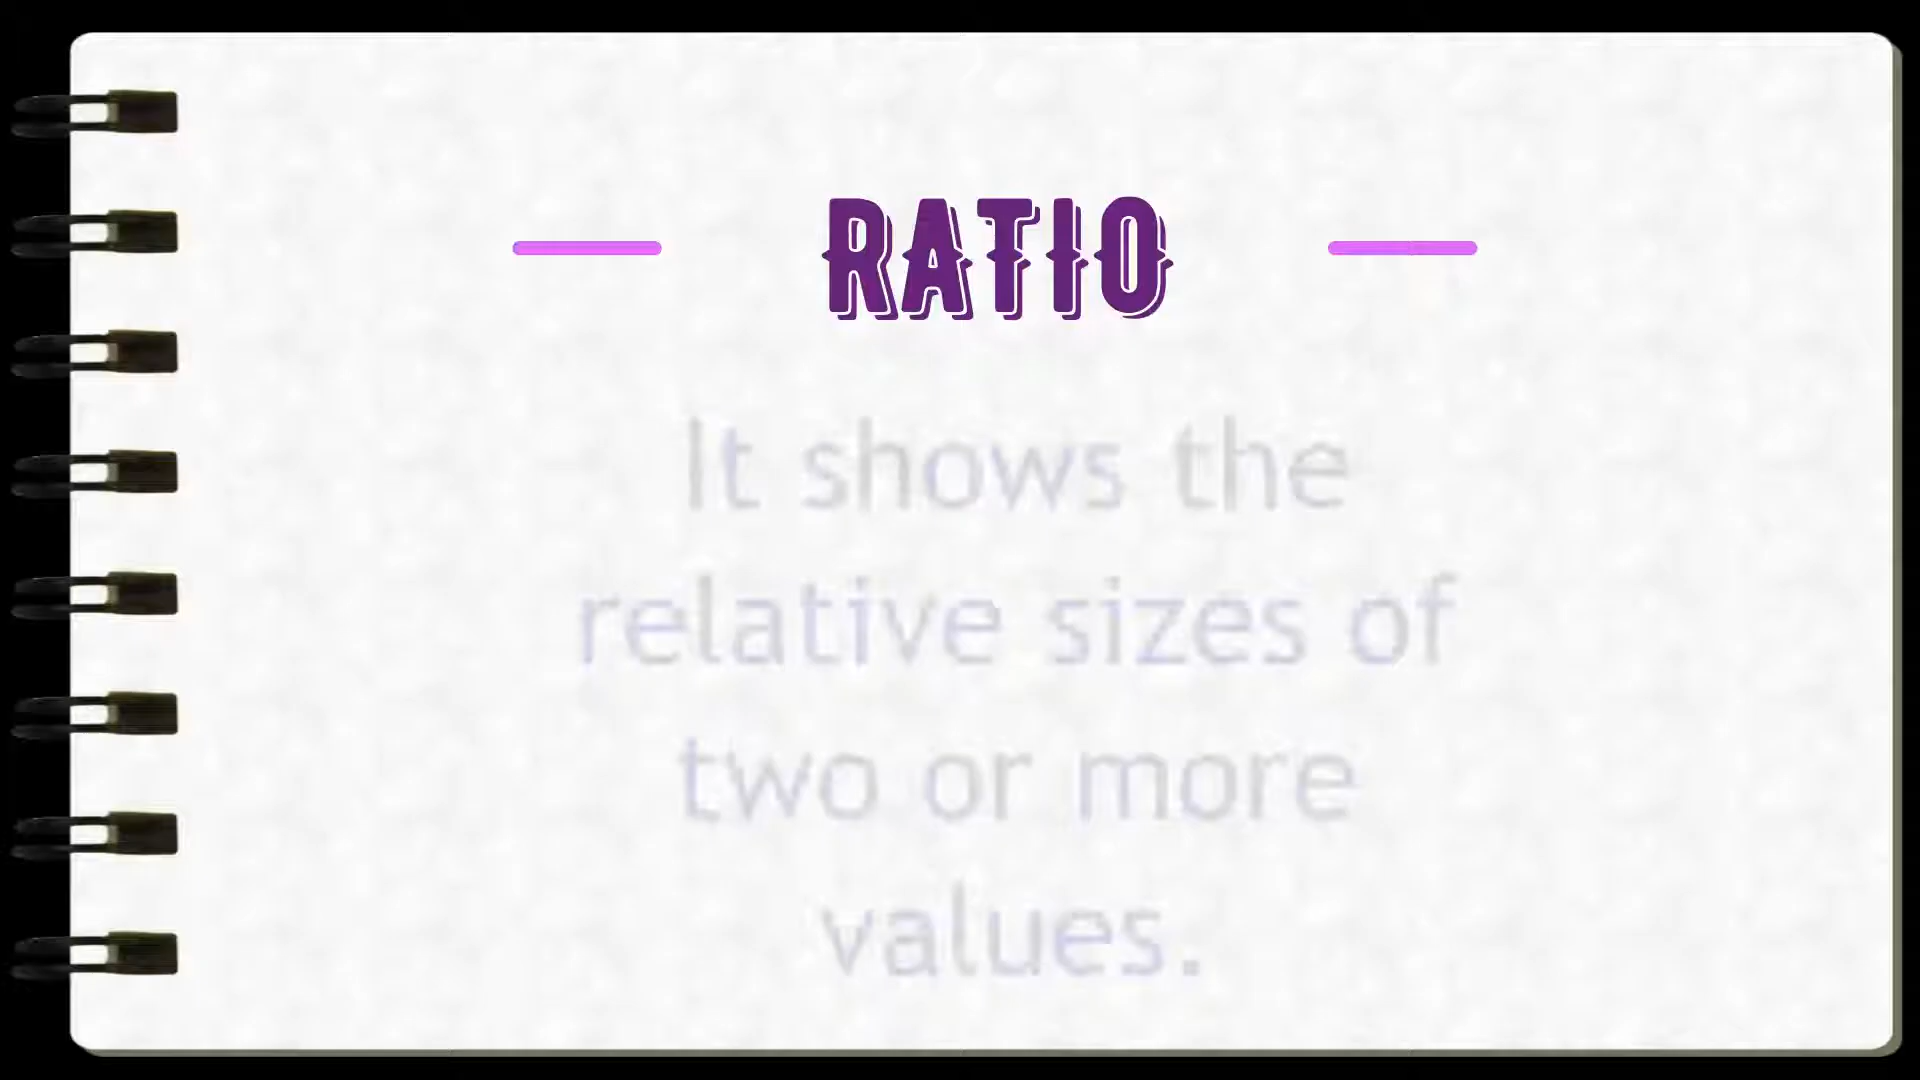 RATIO
It shows the
relative sizes of
two or more
values.